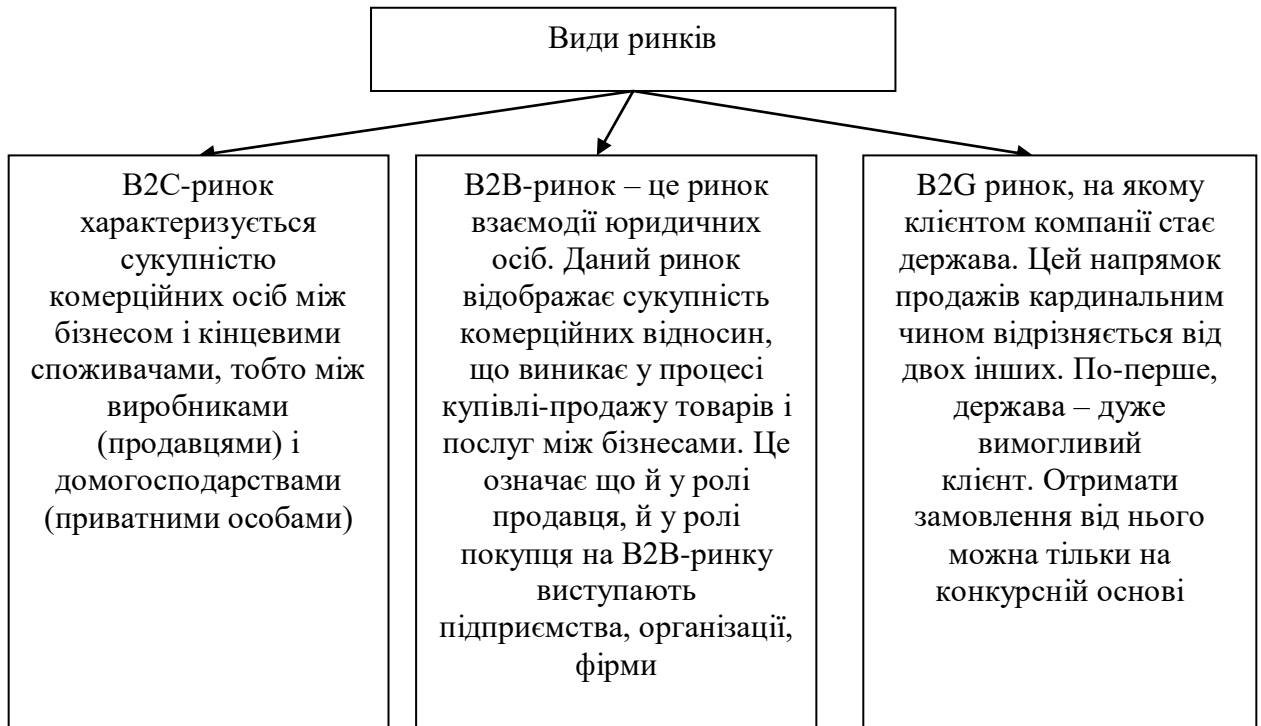 Види ринків
B2C-ринок
характеризується
сукупністю
комерційних осіб між
бізнесом і кінцевими
споживачами, тобто між
виробниками
(продавцями) і
домогосподарствами
(приватними особами)
B2B-ринок – це ринок
взаємодії юридичних
осіб. Даний ринок
відображає сукупність
комерційних відносин,
що виникає у процесі
купівлі-продажу товарів і
послуг між бізнесами. Це
означає що й у ролі
продавця, й у ролі
покупця на B2B-ринку
виступають
підприємства, організації,
фірми
B2G ринок, на якому
клієнтом компанії стає
держава. Цей напрямок
продажів кардинальним
чином відрізняється від
двох інших. По-перше,
держава – дуже
вимогливий
клієнт. Отримати
замовлення від нього
можна тільки на
конкурсній основі